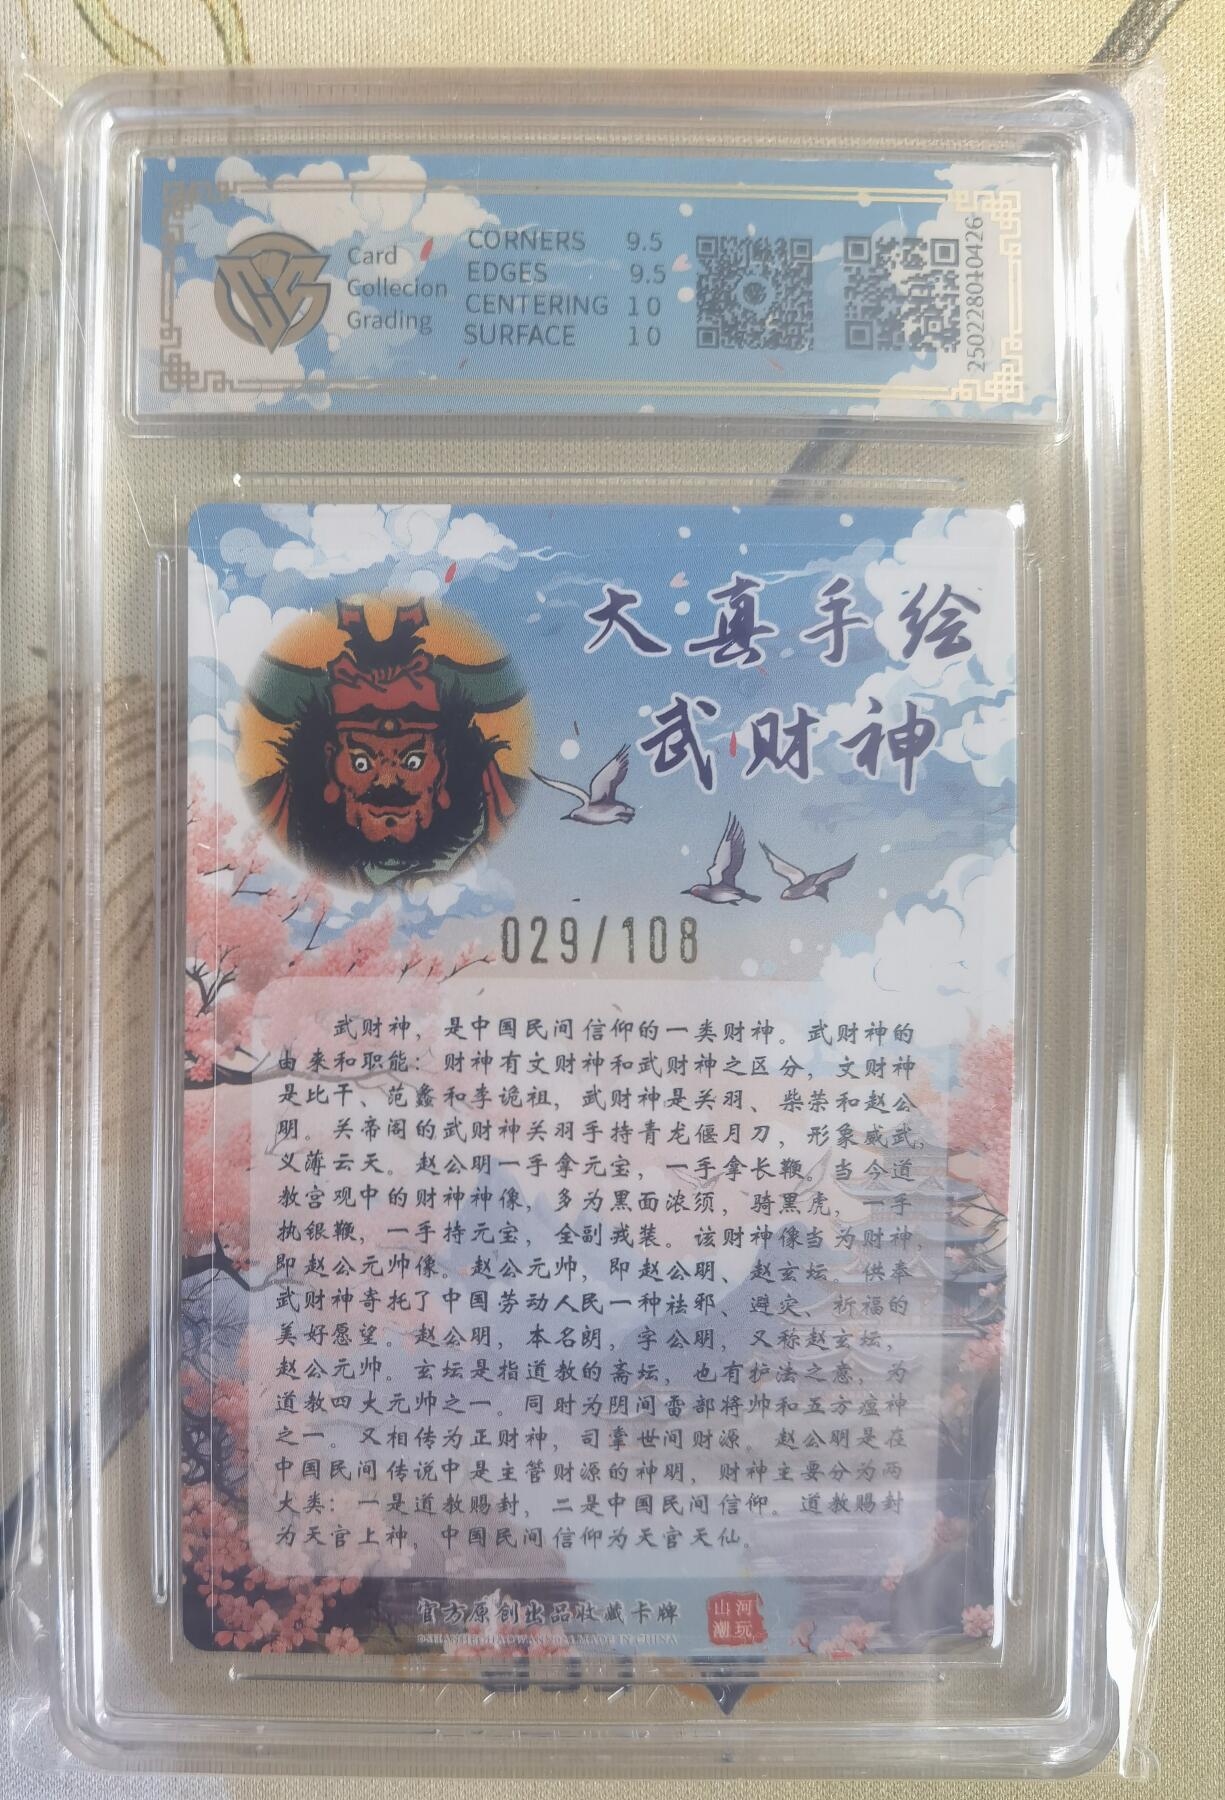 Card
Gollecion
Grading
CORNERS 9.5
EDGES 9.5
CENTERING 10
SURFACE 10
250228010426
大真手绘
武财神
029/108
武财神，是中国民间信仰的一类财神。武财神的
由来和职能：财神有文财神和武财神之区分，文财神
是比干、范蠡和李诡祖，武财神是关羽、柴荣和赵公
明。关帝阁的武财神关羽手持青龙偃月刀，形象威武，
义薄云天。赵公明一手拿元宝，一手拿长鞭。当今道
教宫观中的财神神像，多为黑面浓须，骑黑虎，一手
执银鞭，一手持元宝，全副戎装。该财神像当为财神，
即赵公元帅像。赵公元帅，即赵公明、赵玄坛。供奉
武财神寄托了中国劳动人民一种祛邪、避灾、祈福的
美好愿望。赵公明，本名朗，字公明，又称赵玄坛，
赵公元帅。玄坛是指道教的斋坛，也有护法之意，为
道教四大元帅之一。同时为阴间雷部将帅和五方瘟神
之一。又相传为正财神，司掌世间财源。赵公明是在
中国民间传说中是主管财源的神明，财神主要分为两
大类：一是道教赐封，二是中国民间信仰。道教赐封
为天官上神，中国民间信仰为天官天仙。
官方原创出品收藏卡牌
山河
潮玩